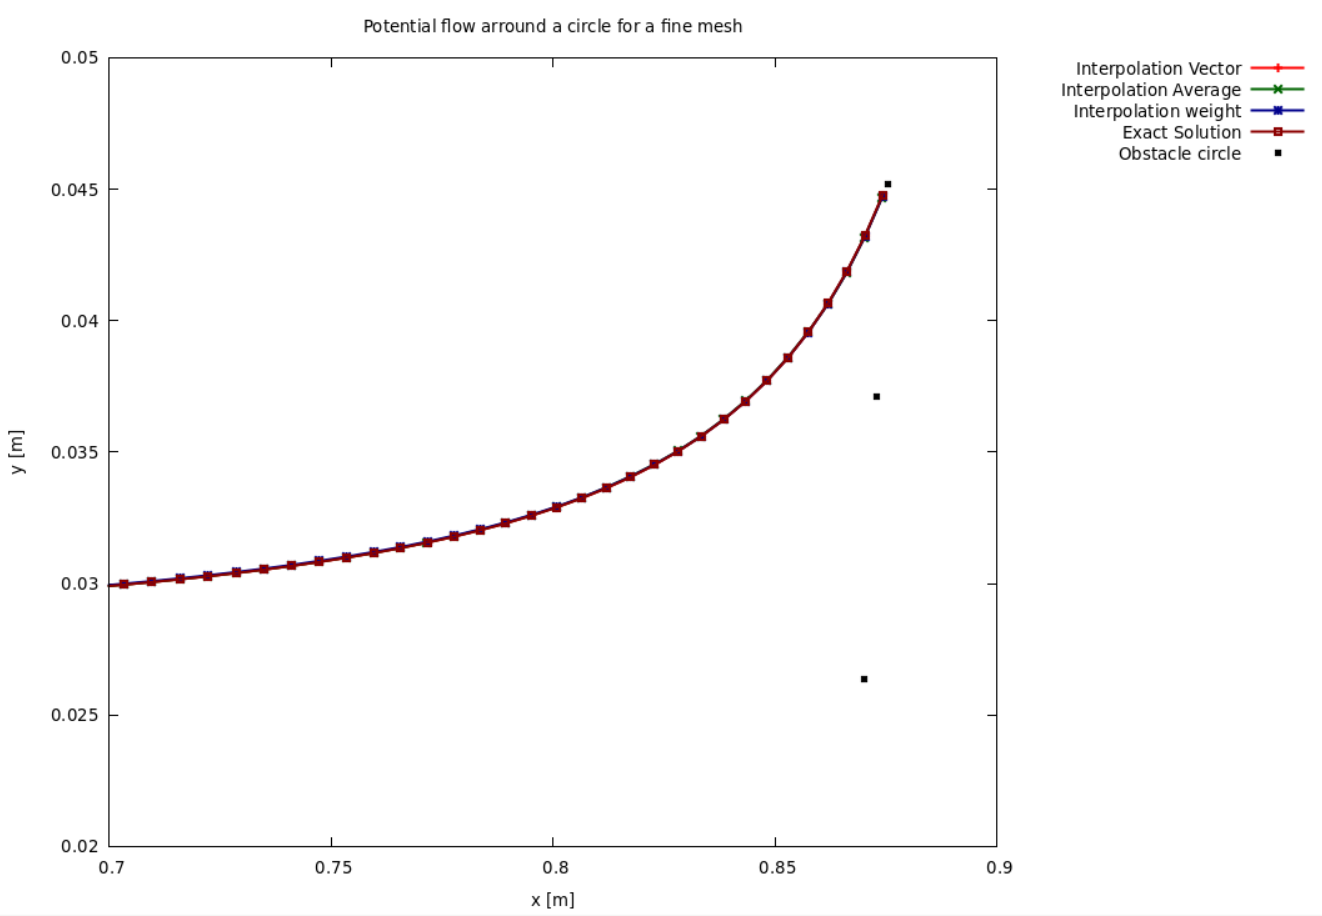 Potential flow arround a circle for a fine mesh
Interpolation Vector
Interpolation Average
Interpolation weight
Exact Solution
Obstacle circle
0.05
0.045
0.04
0.035
0.03
0.025
0.02
y [m]
0.7 0.75 0.8 0.85 0.9
x [m]